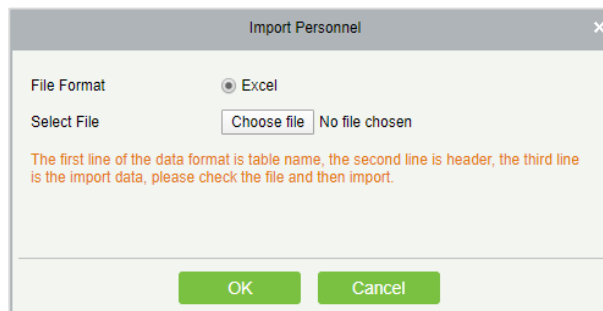 Import Personnel
File Format Excel
Select File Choose file No file chosen
The first line of the data format is table name, the second line is header, the third line
is the import data, please check the file and then import.
OK Cancel